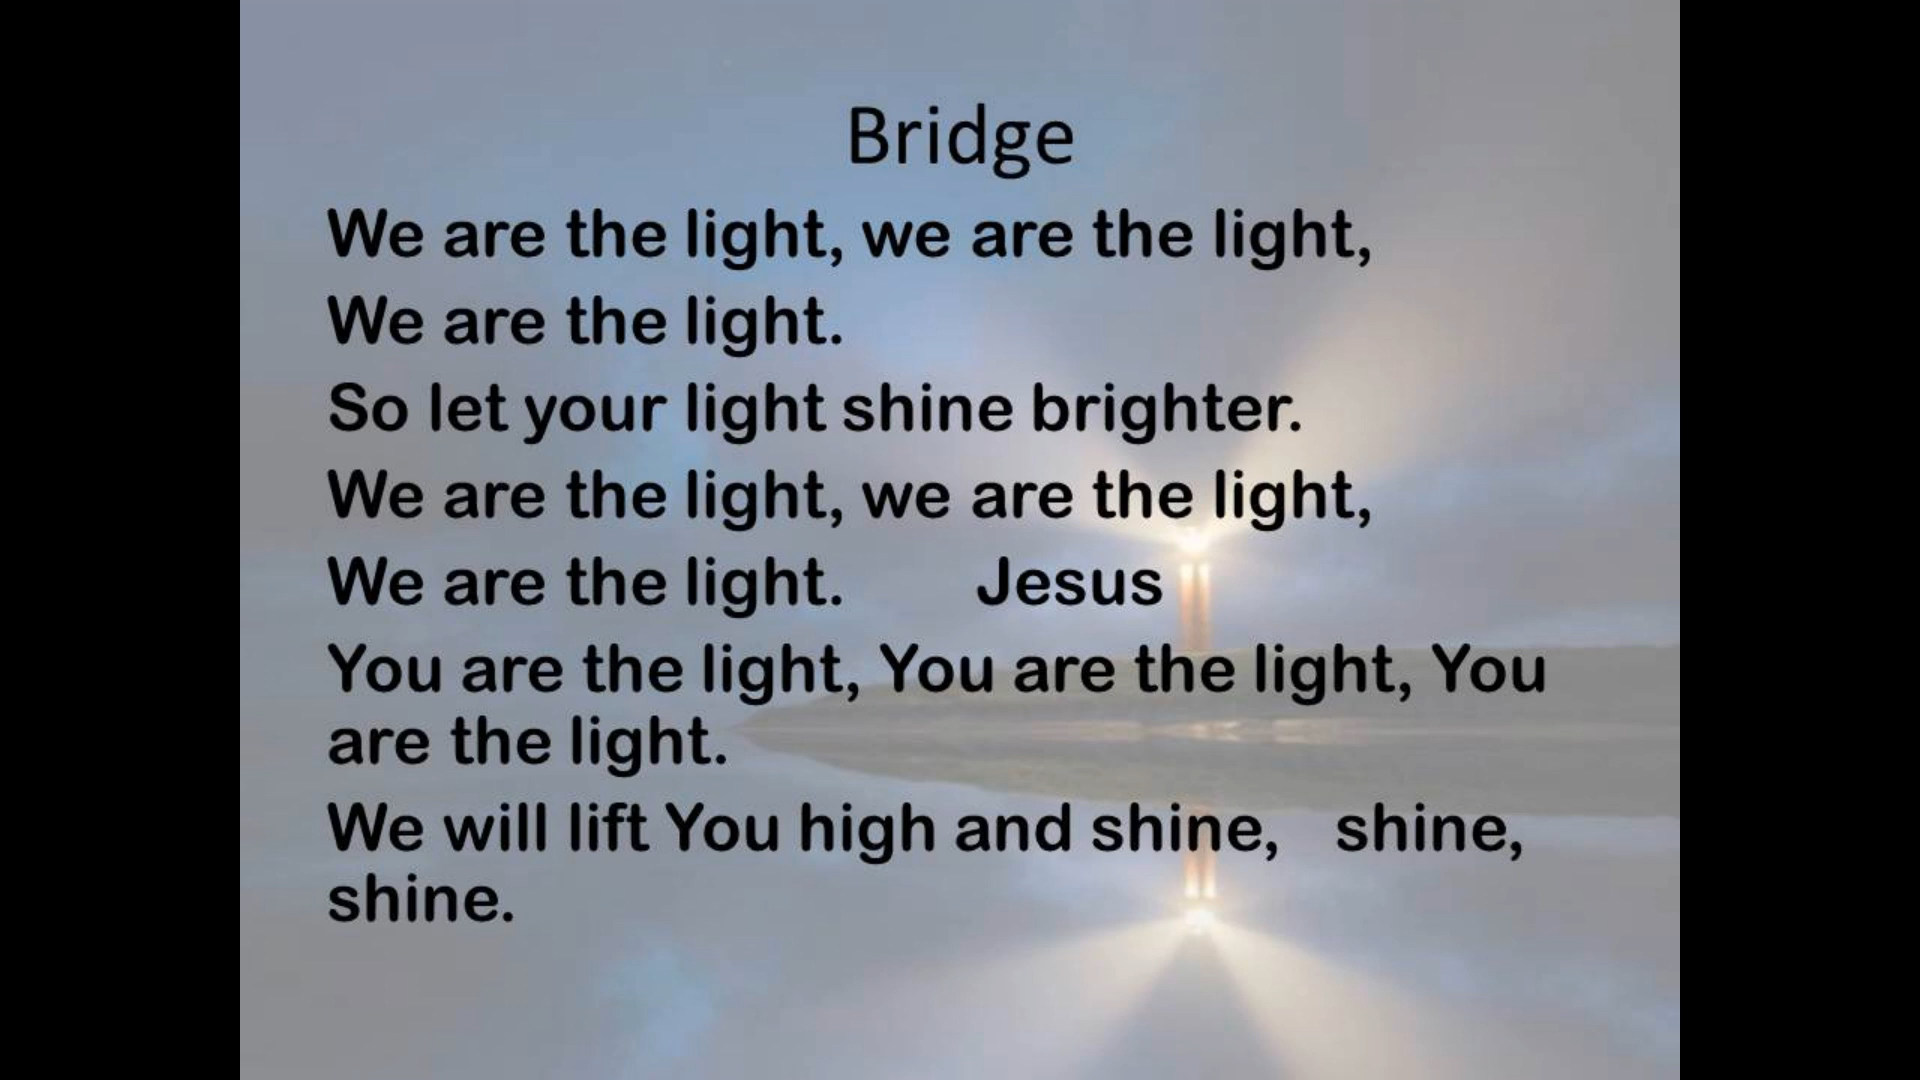 Bridge
We are the light, we are the light,
We are the light.
So let your light shine brighter.
We are the light, we are the light,
We are the light. Jesus
You are the light, You are the light, You
are the light.
We will lift You high and shine, shine,
shine.